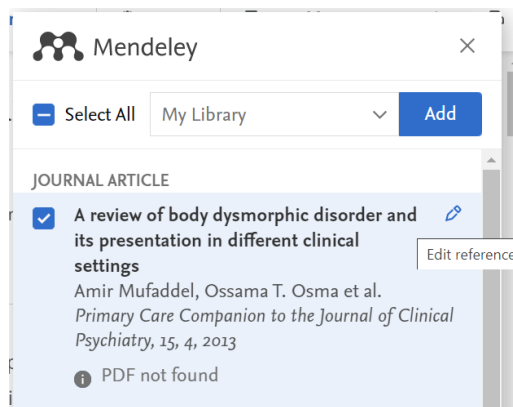 Mendeley
Select All
My Library
Add
JOURNAL ARTICLE
A review of body dysmorphic disorder and
its presentation in different clinical
settings
Edit reference
Amir Mufaddel, Ossama T. Osma et al.
Primary Care Companion to the Journal of Clinical
Psychiatry, 15, 4, 2013
PDF not found